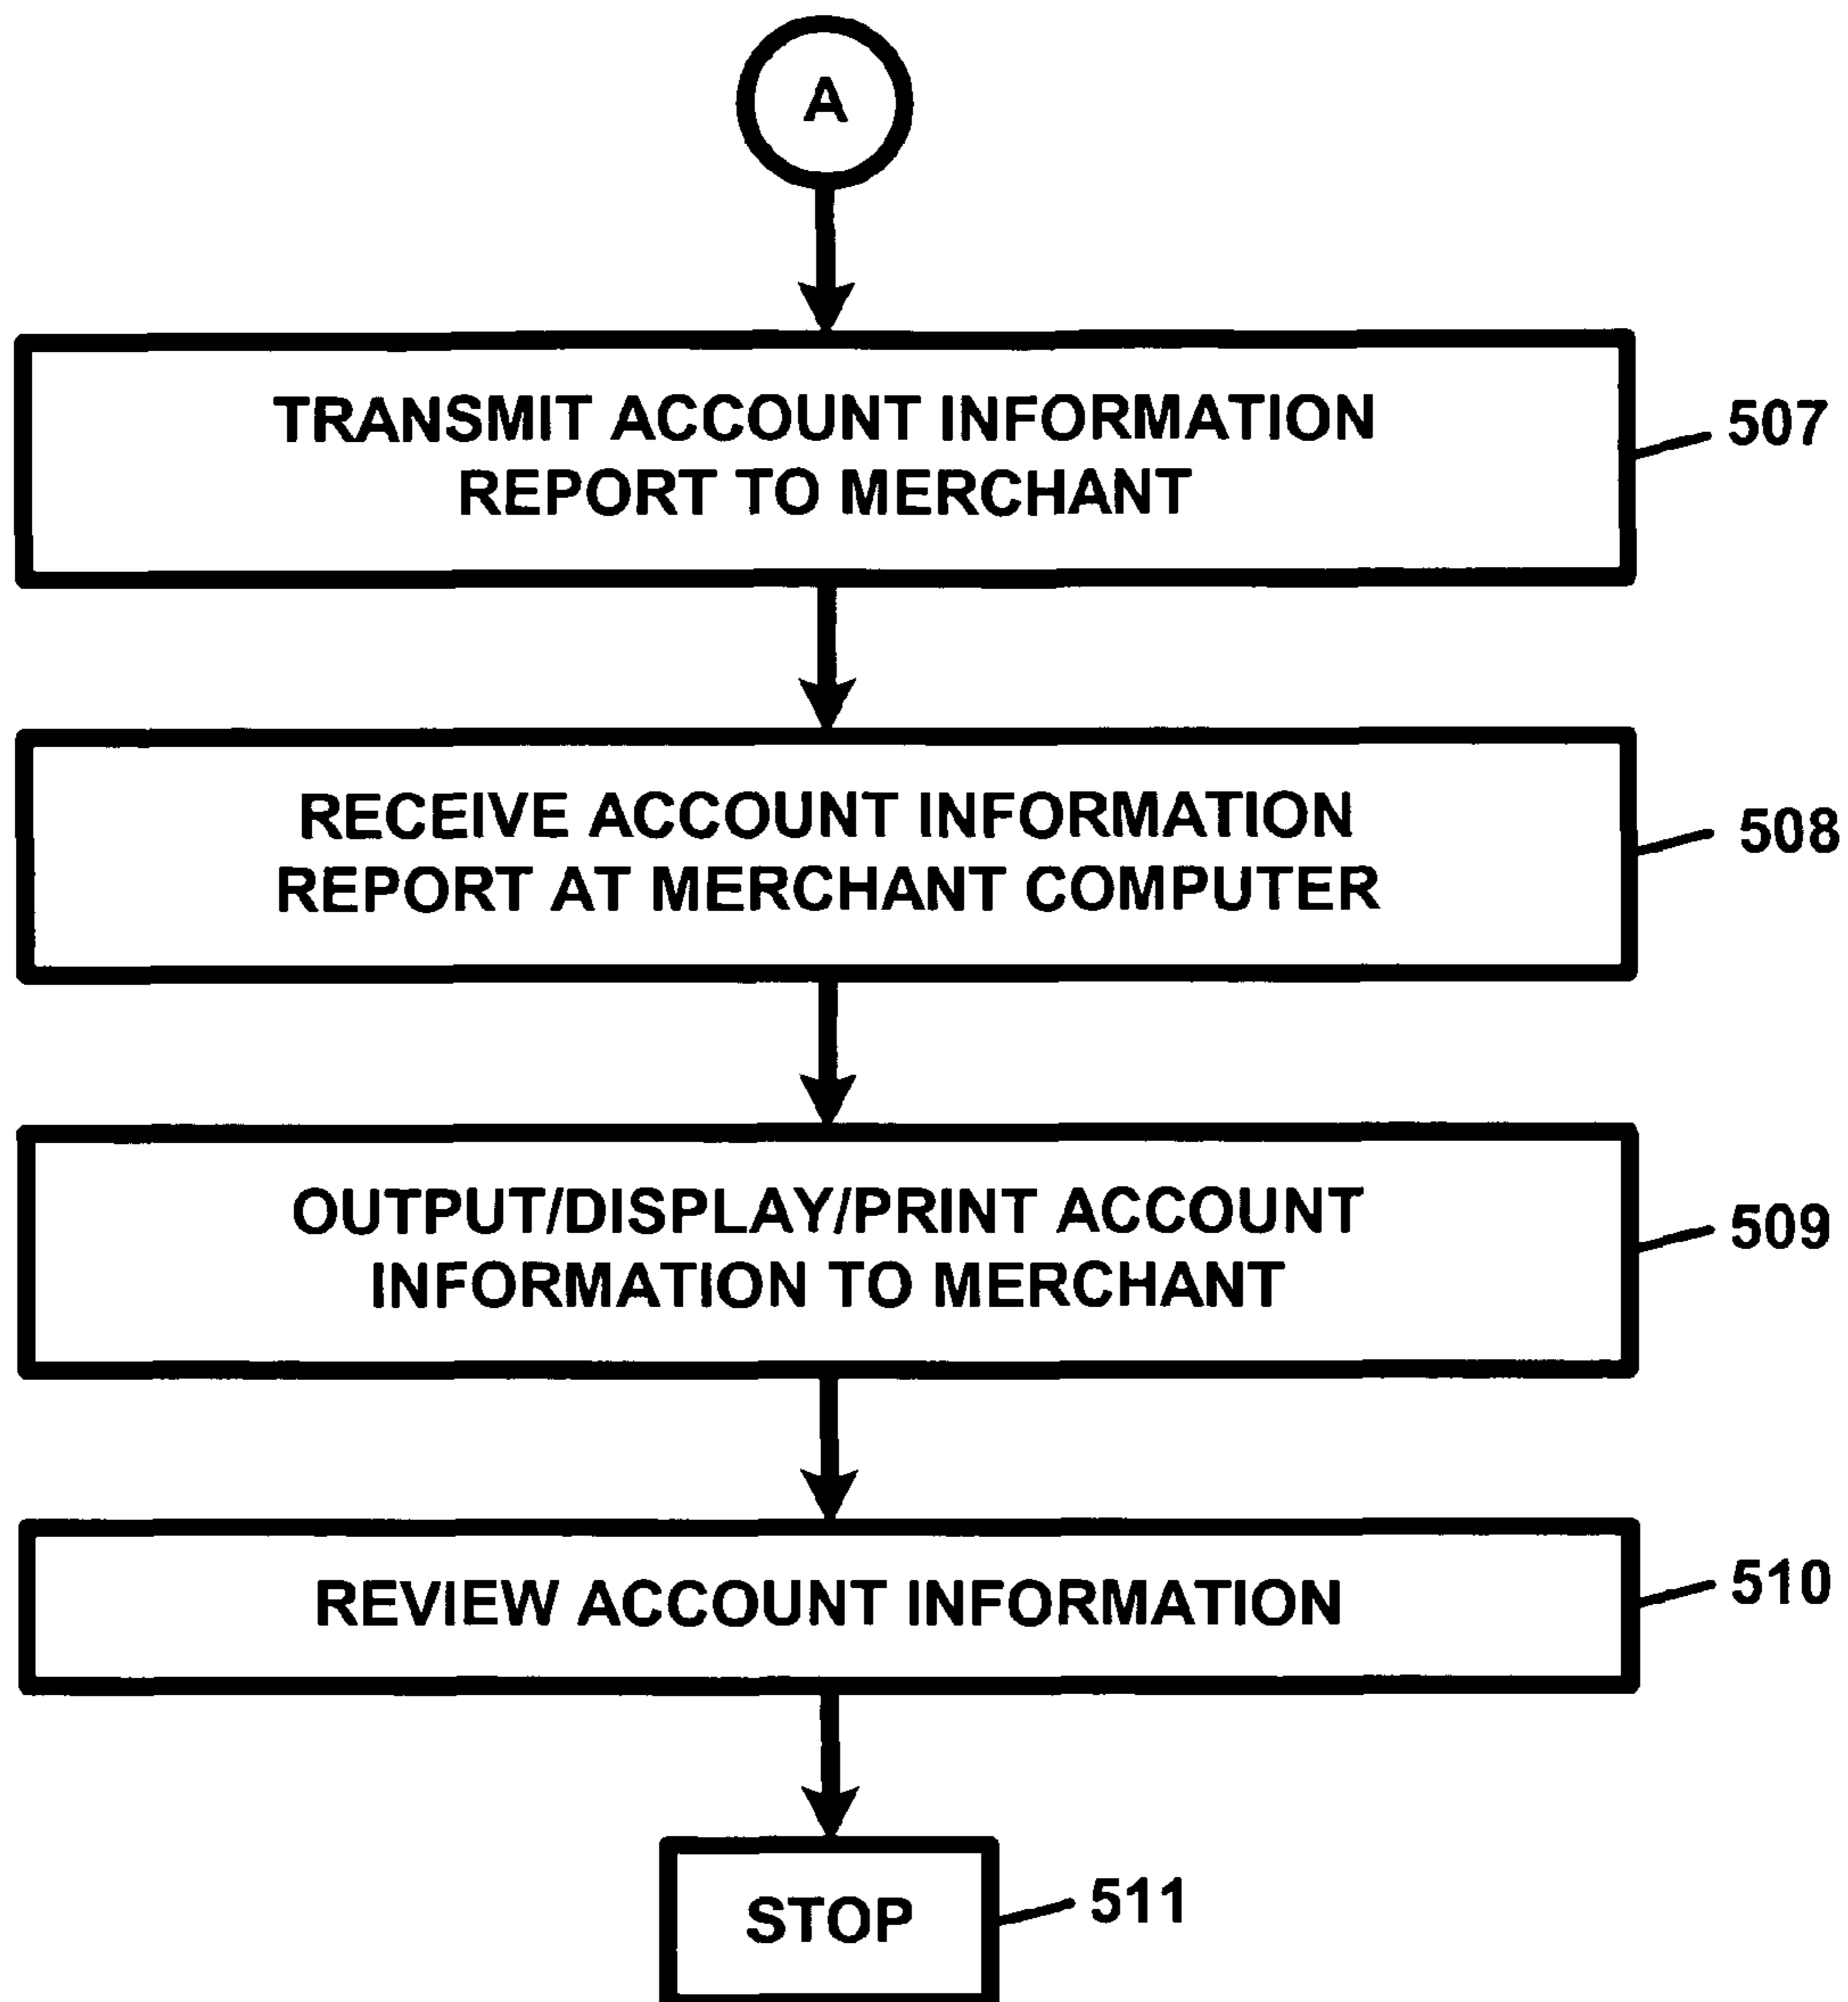 A
TRANSMIT ACCOUNT INFORMATION
REPORT TO MERCHANT
507
RECEIVE ACCOUNT INFORMATION
REPORT AT MERCHANT COMPUTER
508
OUTPUT/DISPLAY/PRINT ACCOUNT
INFORMATION TO MERCHANT
509
REVIEW ACCOUNT INFORMATION
510
STOP
511